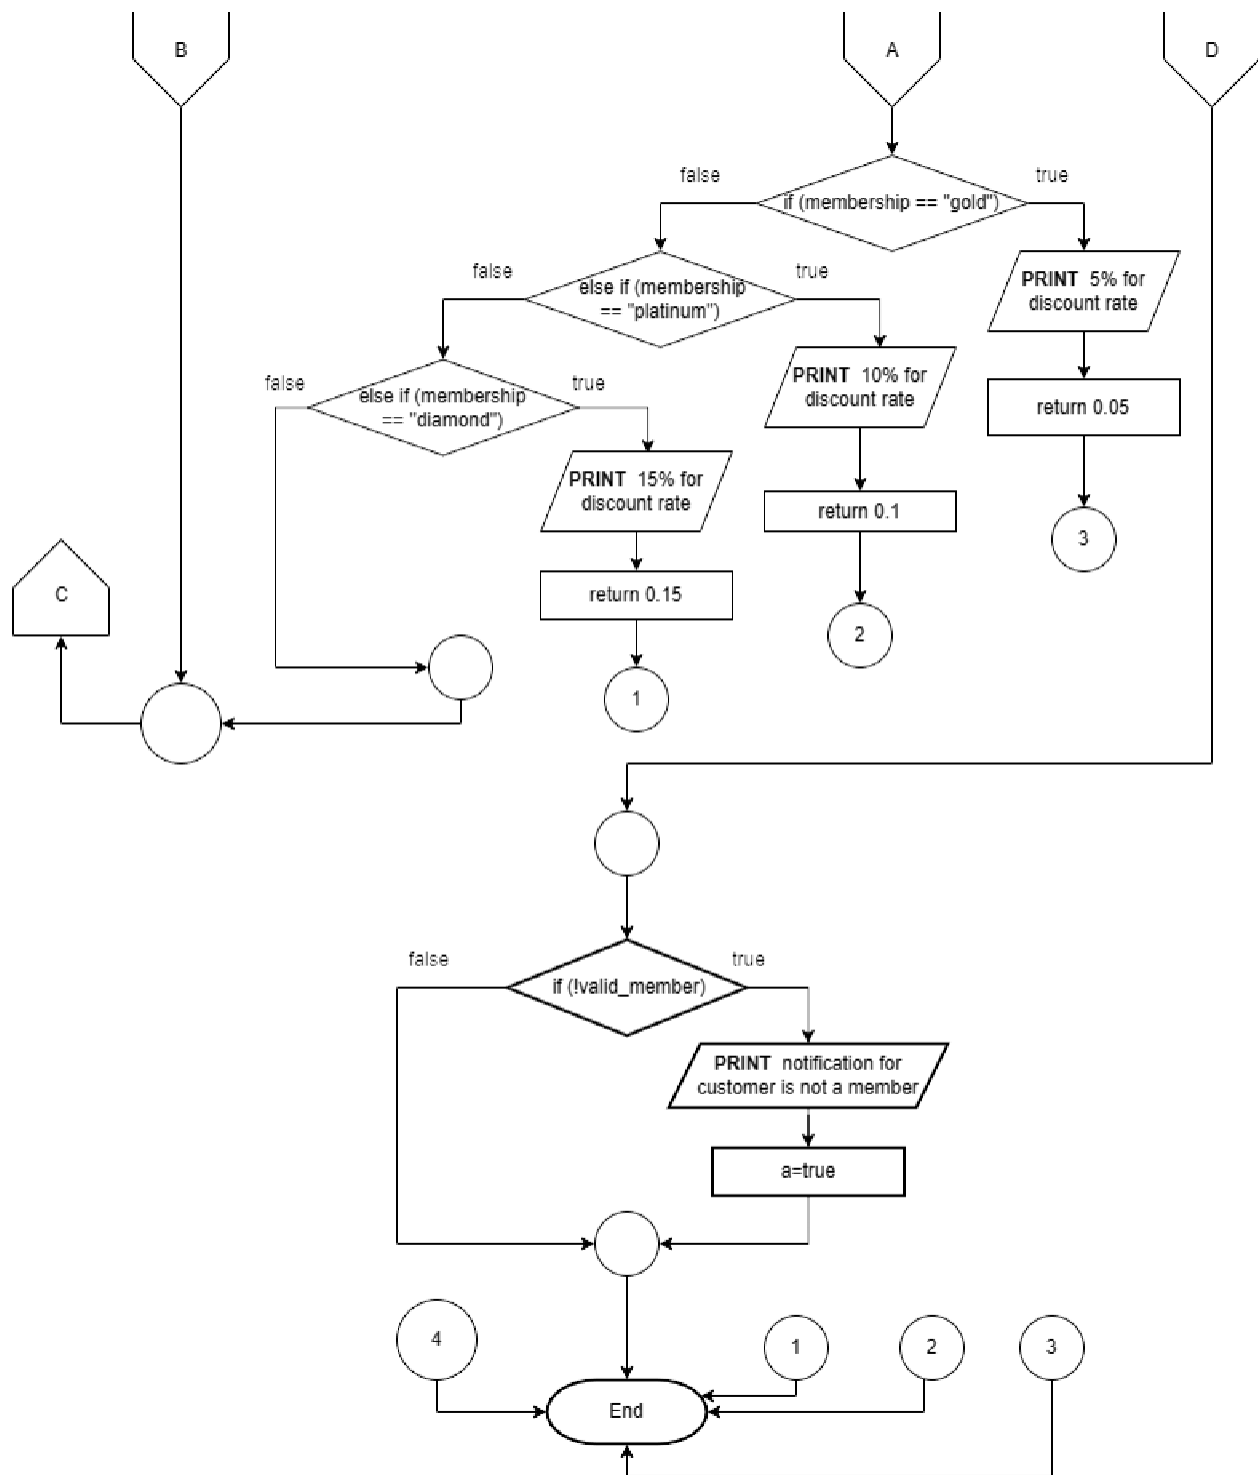 B
A
D
false
true
if (membership == "gold")
false
true
else if (membership
== "platinum")
PRINT 5% for
discount rate
false
true
else if (membership
== "diamond")
PRINT 10% for
discount rate
return 0.05
PRINT 15% for
discount rate
return 0.1
3
C
return 0.15
2
1
false
true
if (!valid_member)
PRINT notification for
customer is not a member
a=true
4
1
2
3
End